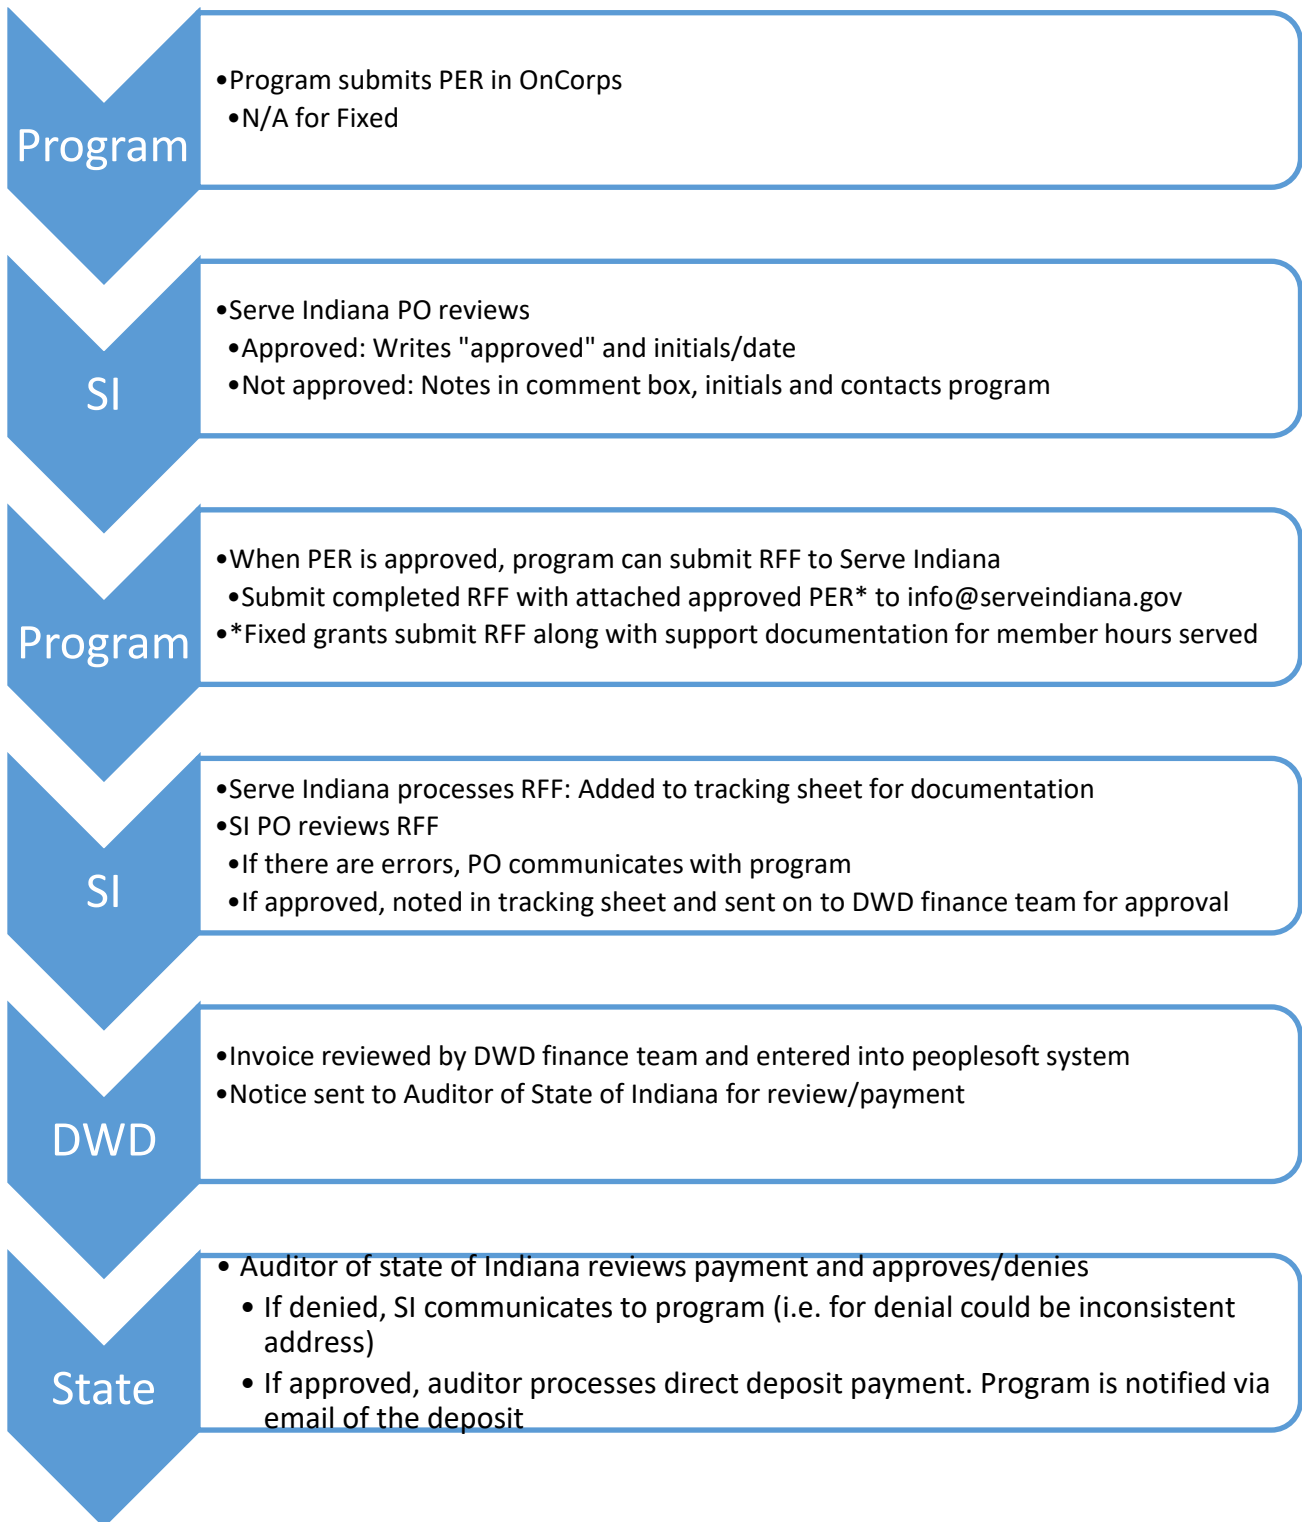 Program
•Program submits PER in OnCorps
•N/A for Fixed
SI
•Serve Indiana PO reviews
•Approved: Writes "approved" and initials/date
•Not approved: Notes in comment box, initials and contacts program
Program
•When PER is approved, program can submit RFF to Serve Indiana
•Submit completed RFF with attached approved PER* to info@serveindiana.gov
•*Fixed grants submit RFF along with support documentation for member hours served
SI
•Serve Indiana processes RFF: Added to tracking sheet for documentation
•SI PO reviews RFF
•If there are errors, PO communicates with program
•If approved, noted in tracking sheet and sent on to DWD finance team for approval
DWD
•Invoice reviewed by DWD finance team and entered into peoplesoft system
•Notice sent to Auditor of State of Indiana for review/payment
State
• Auditor of state of Indiana reviews payment and approves/denies
• If denied, SI communicates to program (i.e. for denial could be inconsistent
address)
• If approved, auditor processes direct deposit payment. Program is notified via
email of the deposit